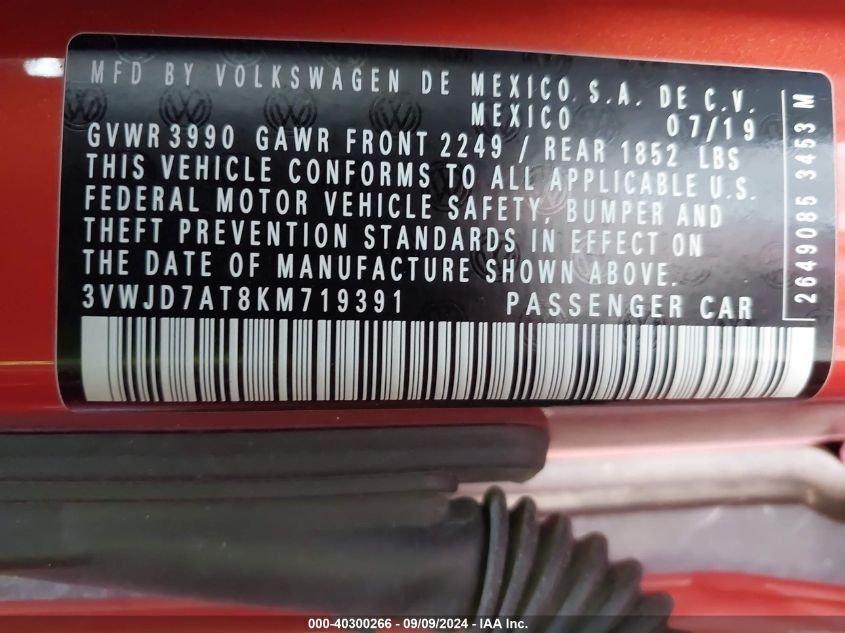 MFD BY VOLKSWAGEN DE MEXICO S.A. DE C.V.
MEXICO 07/19
GVWR 3990 GAWR FRONT 2249 / REAR 1852 LBS
THIS VEHICLE CONFORMS TO ALL APPLICABLE U.S.
FEDERAL MOTOR VEHICLE SAFETY, BUMPER AND
THEFT PREVENTION STANDARDS IN EFFECT ON
THE DATE OF MANUFACTURE SHOWN ABOVE.
3VWJD7AT8KM719391 PASSENGER CAR
2649085 3453 M
000-40300266 - 09/09/2024 - IAA Inc.